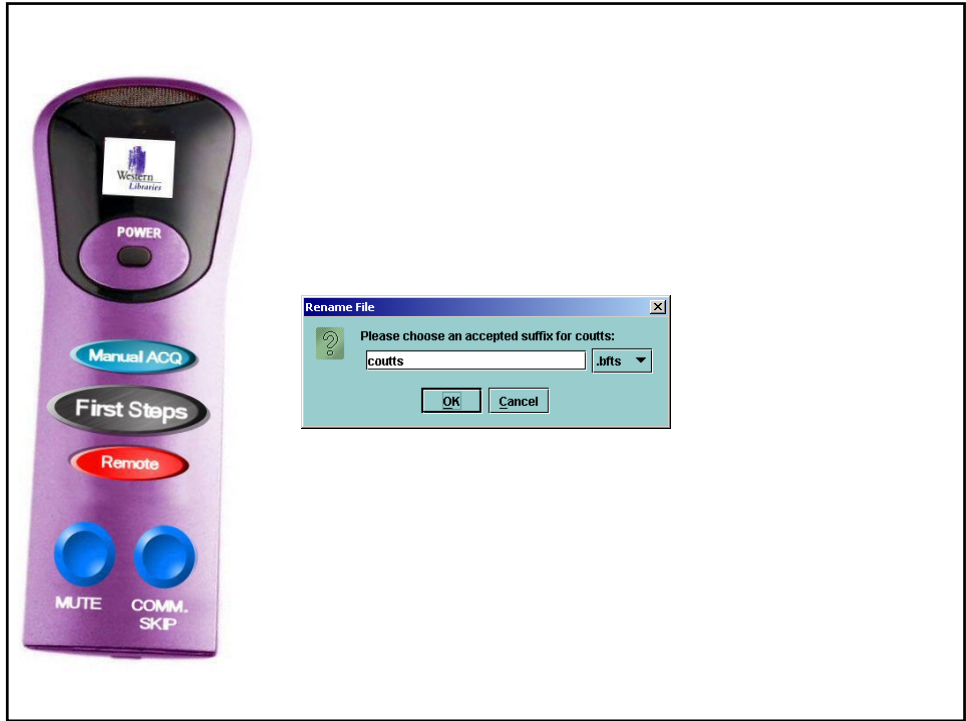 Western
Libraries
POWER
Manual ACQ
First Steps
Remote
MUTE
COMM.
SKIP
Rename File
Please choose an accepted suffix for coutts:
coutts
.bfts
OK
Cancel